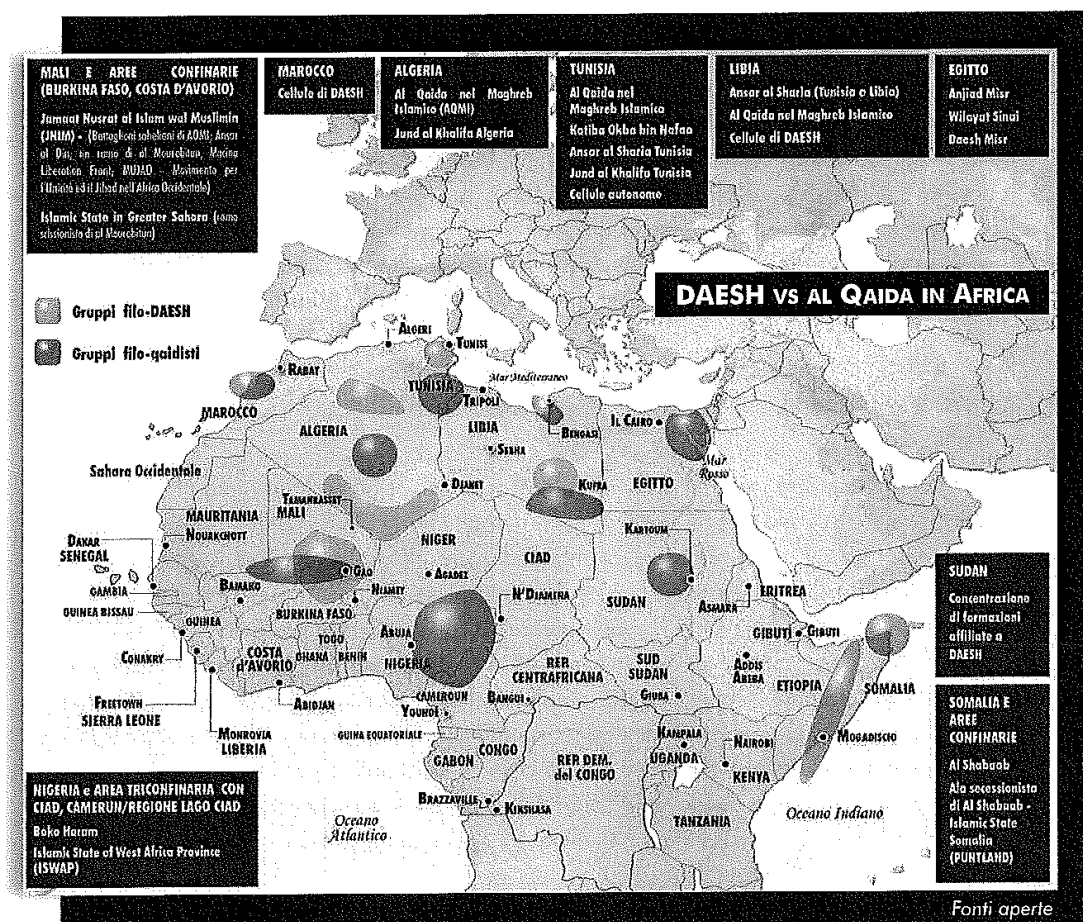 MALI E AREE CONFINARIE
(BURKINA FASO, COSTA D'AVORIO)
Jamaat Nusrat al Islam wal Muslimin
(JNIM) - (Battaglioni saheliani di AQMI; Ansar
al Din; un ramo di al Mourabitun, Macina
Liberation Front; MUJAO - Movimento per
l'Unicità ed il Jihad nell'Africa Occidentale)
Islamic State in Greater Sahara (ramo
scissionista di al Mourabitun)
MAROCCO
Cellule di DAESH
ALGERIA
Al Qaida nel Maghreb
Islamico (AQMI)
Jund al Khalifa Algeria
TUNISIA
Al Qaida nel
Maghreb Islamico
Katiba Okba bin Nafaa
Ansar al Sharia Tunisia
Jund al Khalifa Tunisia
Cellule autonome
LIBIA
Ansar al Sharia (Tunisia e Libia)
Al Qaida nel Maghreb Islamico
Cellule di DAESH
EGITTO
Anjiad Misr
Wilayat Sinai
Daesh Misr
DAESH VS AL QAIDA IN AFRICA
Gruppi filo-DAESH
Gruppi filo-qaidisti
ALGERI
TUNISI
RABAT
Mar Mediterraneo
TUNISIA
TRIPOLI
MAROCCO
ALGERIA
LIBIA
BENGASI
IL CAIRO
SEBHA
Sahara Occidentale
DJANET
KUFRA
EGITTO
Mar
Rosso
TAMANRASSET
MALI
MAURITANIA
NOUAKCHOTT
NIGER
CIAD
KARTOUM
DAKAR
SENEGAL
GAO
AGADEZ
GAMBIA
BAMAKO
NIAMEY
N'DJAMENA
SUDAN
ERITREA
ASMARA
GUINEA BISSAU
GUINEA
BURKINA FASO
GIBUTI
GIBUTI
TOGO
ABUJA
CONAKRY
COSTA
D'AVORIO
GHANA
BENIN
NIGERIA
REP.
CENTRAFRICANA
SUD
SUDAN
ADDIS
ABEBA
ETIOPIA
SOMALIA
FREETOWN
SIERRA LEONE
ABIDJAN
CAMEROUN
YOUNDÉ
BANGUI
GIUBA
MONROVIA
LIBERIA
GUINA EQUATORIALE
KAMPALA
UGANDA
NAIROBI
MOGADISCIO
GABON
CONGO
REP. DEM.
del CONGO
KENYA
BRAZZAVILLE
KINSHASA
Oceano
Atlantico
TANZANIA
Oceano Indiano
SUDAN
Concentrazione
di formazioni
affiliate a
DAESH
SOMALIA E
AREE
CONFINARIE
Al Shabaab
Ala secessionista
di Al Shabaab -
Islamic State
Somalia
(PUNTLAND)
NIGERIA e AREA TRICONFINARIA CON
CIAD, CAMERUN/REGIONE LAGO CIAD
Boko Haram
Islamic State of West Africa Province
(ISWAP)
Fonti aperte